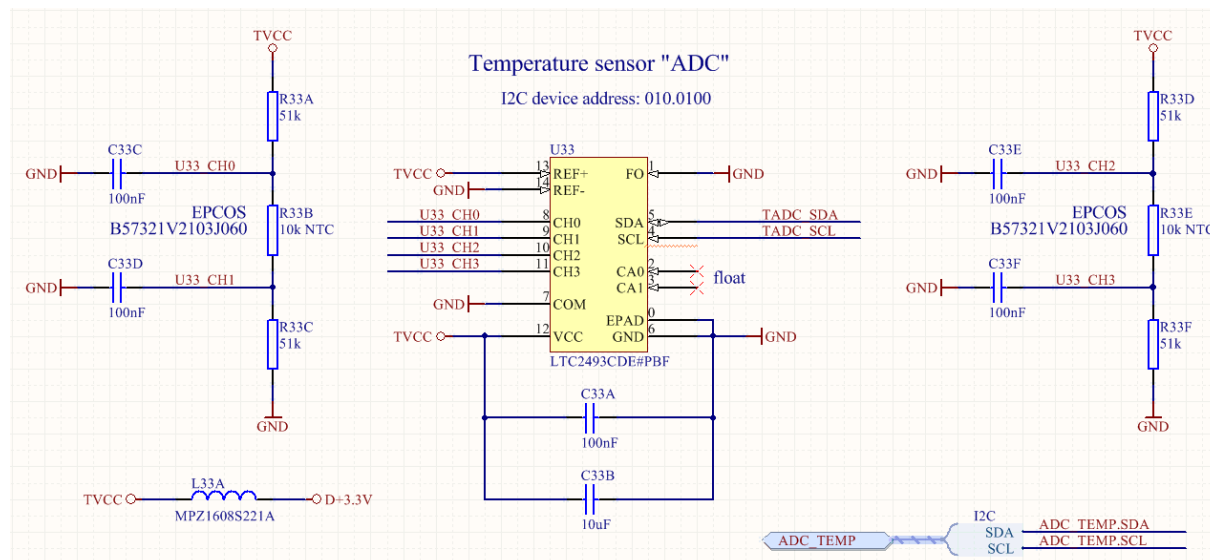 TVCC
R33A
51k
C33C
GND
U33_CH0
100nF
EPCOS
B57321V2103J060
R33B
10k NTC
C33D
GND
U33_CH1
100nF
R33C
51k
GND
TVCC
L33A
D+3.3V
MPZ1608S221A
Temperature sensor "ADC"
I2C device address: 010.0100
U33
TVCC
13
REF+
GND
14
REF-
U33_CH0
8
CH0
U33_CH1
9
CH1
U33_CH2
10
CH2
U33_CH3
11
CH3
GND
7
COM
TVCC
12
VCC
FO
1
GND
SDA
5
TADC_SDA
SCL
4
TADC_SCL
CA0
2
CA1
3
float
EPAD
0
GND
6
GND
LTC2493CDE#PBF
C33A
100nF
C33B
10uF
TVCC
R33D
51k
C33E
GND
U33_CH2
100nF
EPCOS
B57321V2103J060
R33E
10k NTC
C33F
GND
U33_CH3
100nF
R33F
51k
GND
ADC_TEMP
I2C
SDA
ADC_TEMP.SDA
SCL
ADC_TEMP.SCL